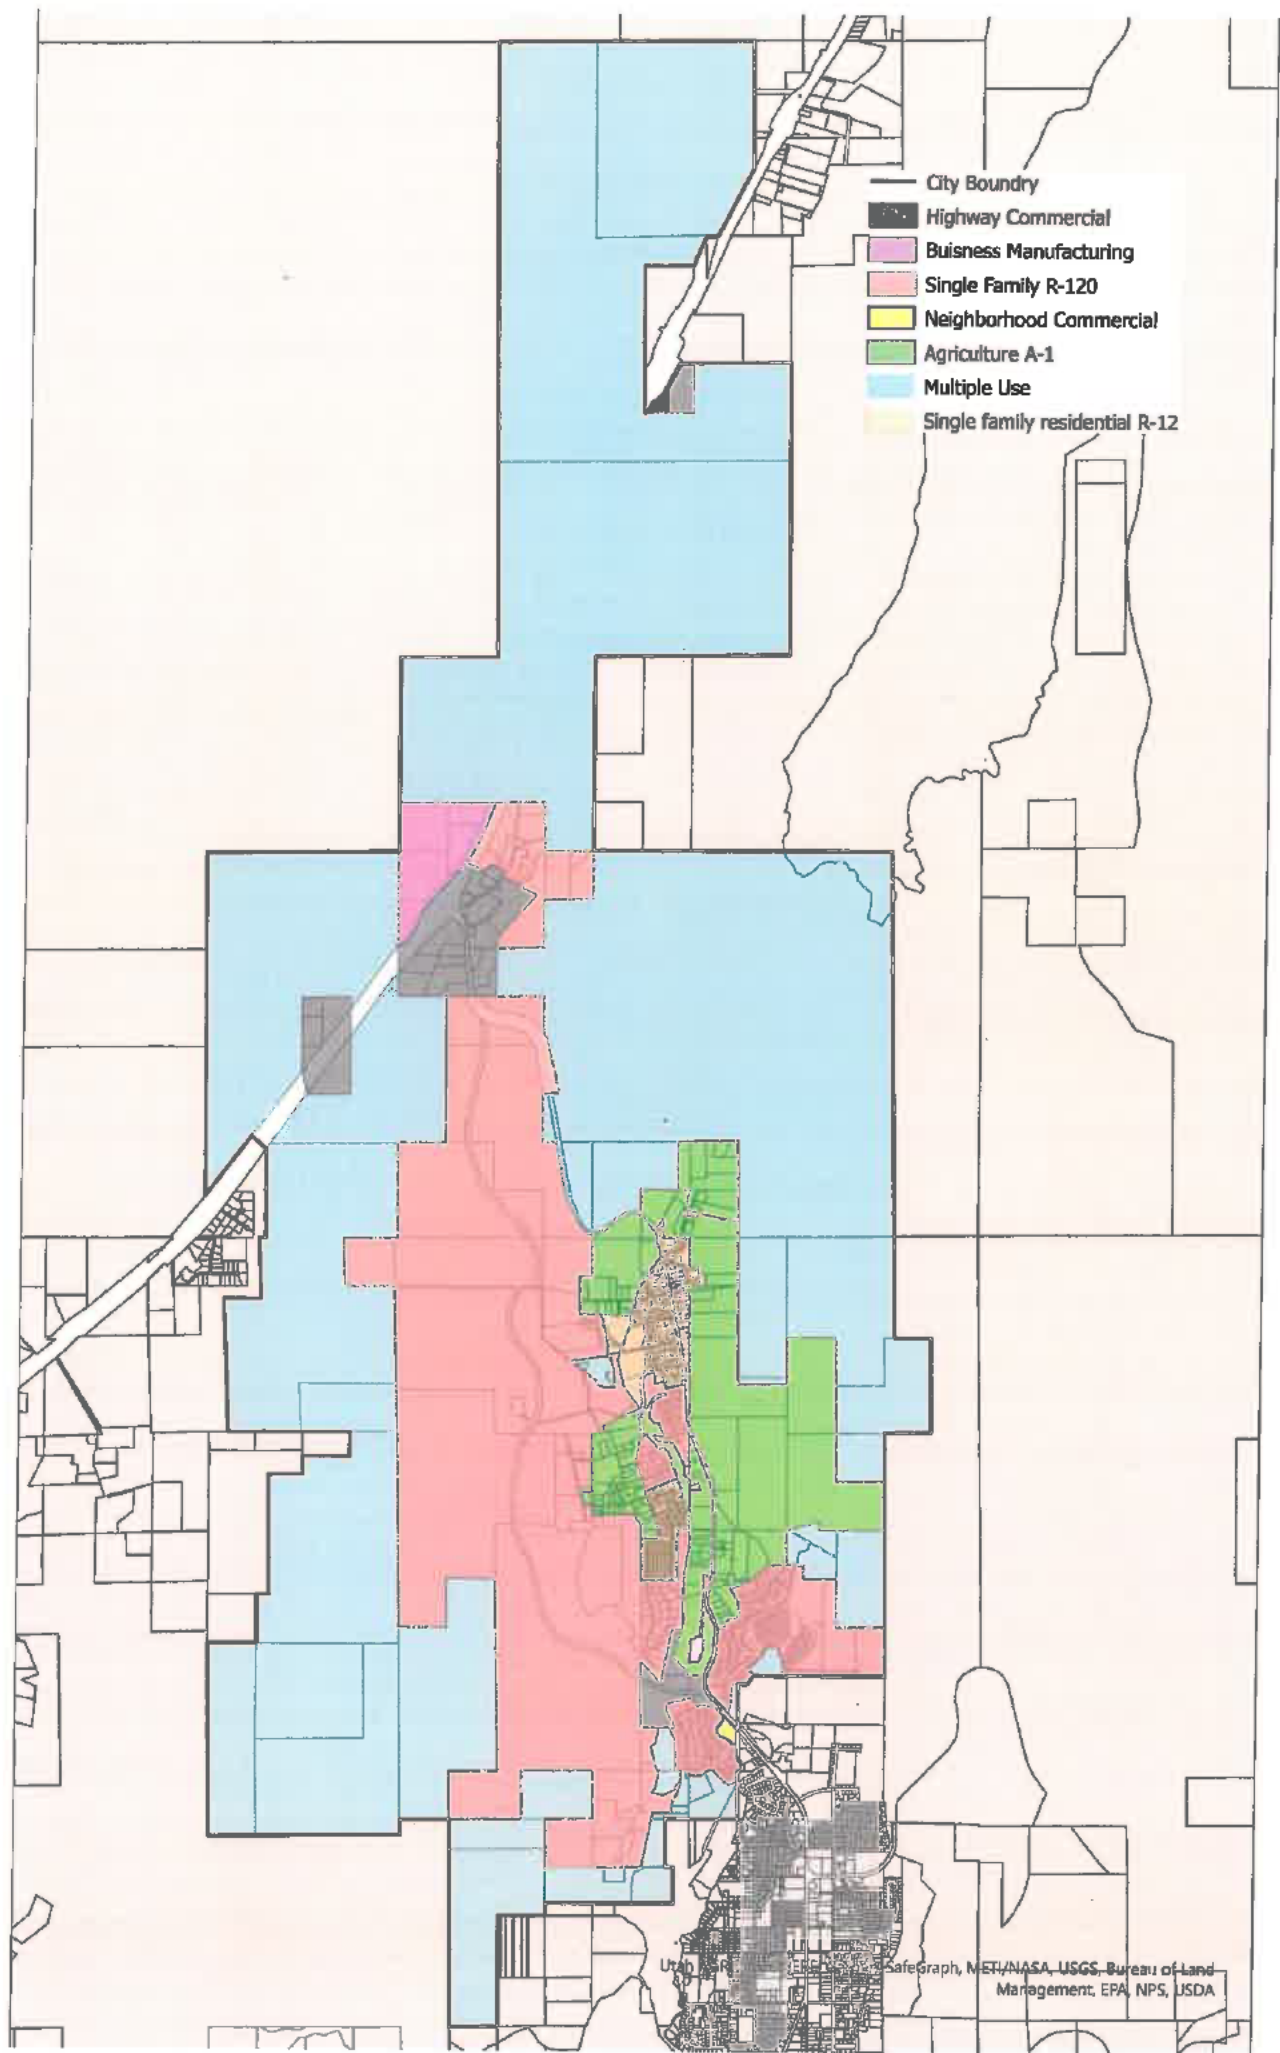 City Boundry
Highway Commercial
Buisness Manufacturing
Single Family R-120
Neighborhood Commercial
Agriculture A-1
Multiple Use
Single family residential R-12
Utah
SafeGraph, METI/NASA, USGS, Bureau of Land
Management, EPA, NPS, USDA